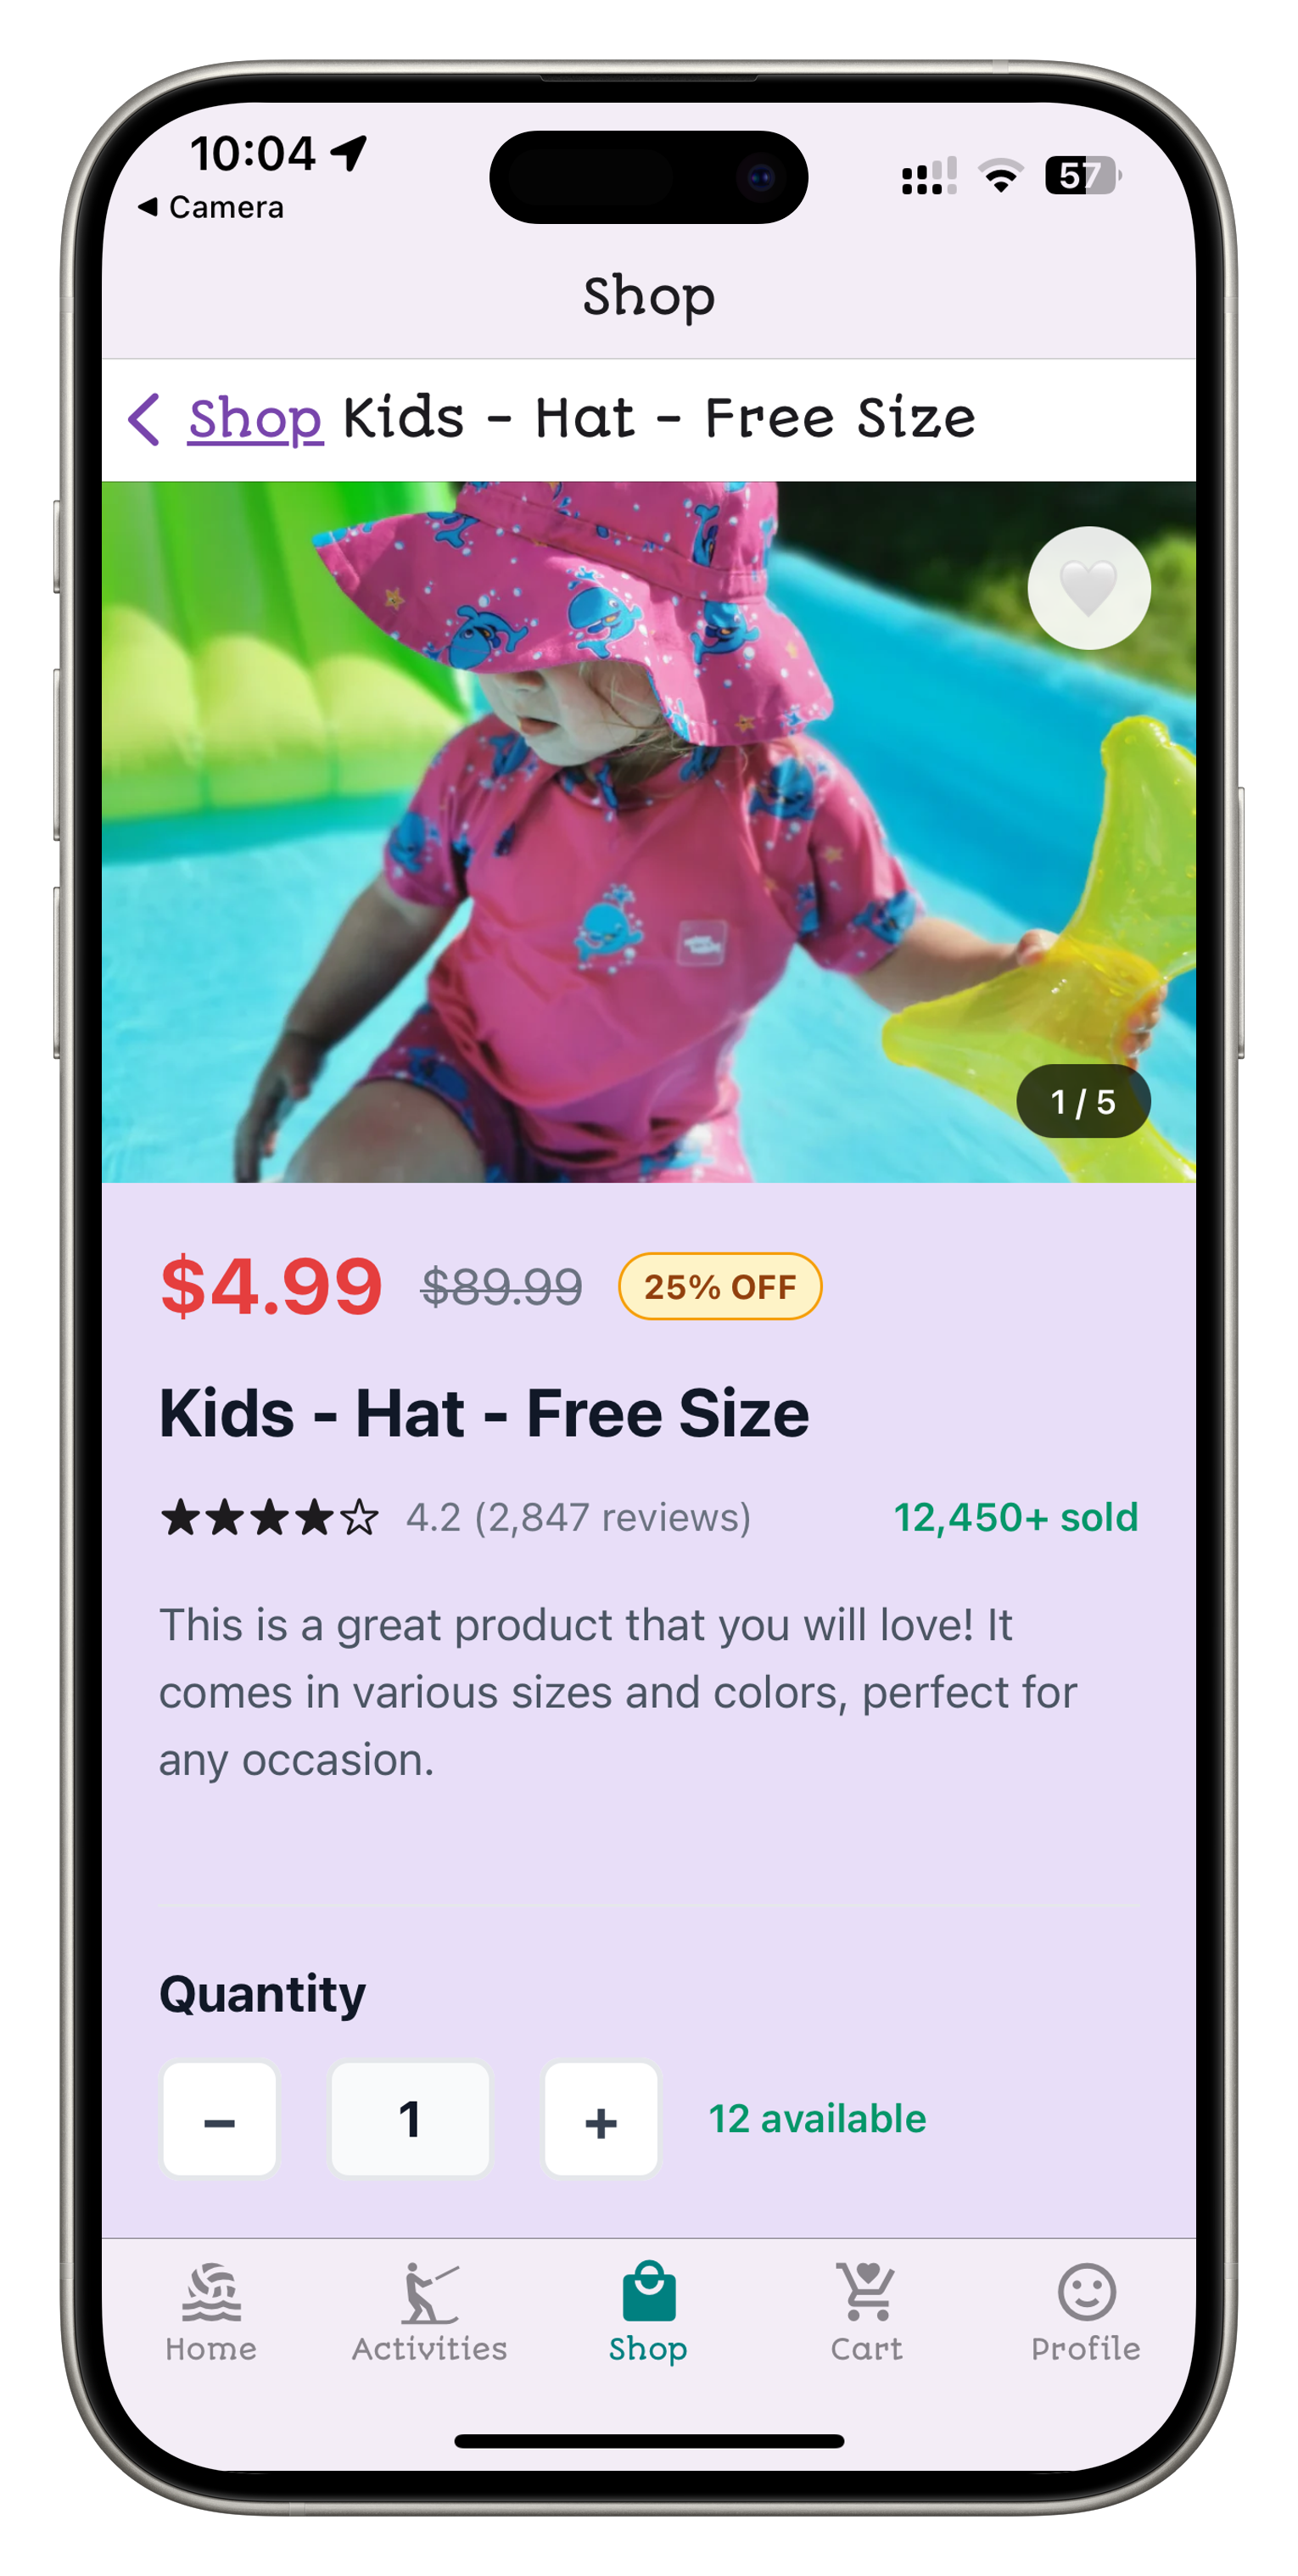 10:04
◀ Camera
57
Shop
Shop Kids - Hat - Free Size
1 / 5
$4.99 $89.99 25% OFF
Kids - Hat - Free Size
★★★★☆ 4.2 (2,847 reviews) 12,450+ sold
This is a great product that you will love! It
comes in various sizes and colors, perfect for
any occasion.
Quantity
− 1 + 12 available
Home Activities Shop Cart Profile